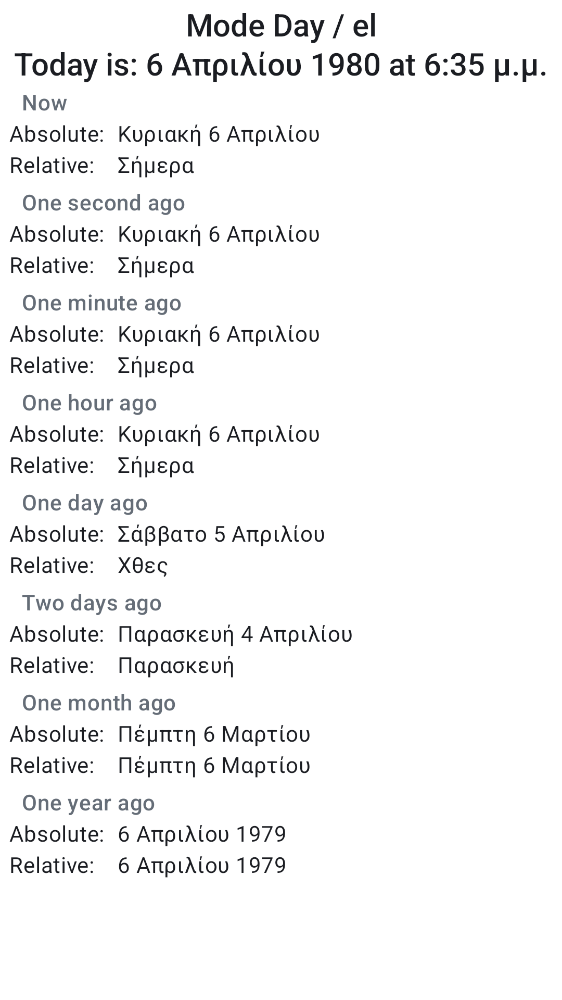 Mode Day / el
Today is: 6 Απριλίου 1980 at 6:35 μ.μ.
Now
Absolute: Κυριακή 6 Απριλίου
Relative: Σήμερα
One second ago
Absolute: Κυριακή 6 Απριλίου
Relative: Σήμερα
One minute ago
Absolute: Κυριακή 6 Απριλίου
Relative: Σήμερα
One hour ago
Absolute: Κυριακή 6 Απριλίου
Relative: Σήμερα
One day ago
Absolute: Σάββατο 5 Απριλίου
Relative: Χθες
Two days ago
Absolute: Παρασκευή 4 Απριλίου
Relative: Παρασκευή
One month ago
Absolute: Πέμπτη 6 Μαρτίου
Relative: Πέμπτη 6 Μαρτίου
One year ago
Absolute: 6 Απριλίου 1979
Relative: 6 Απριλίου 1979